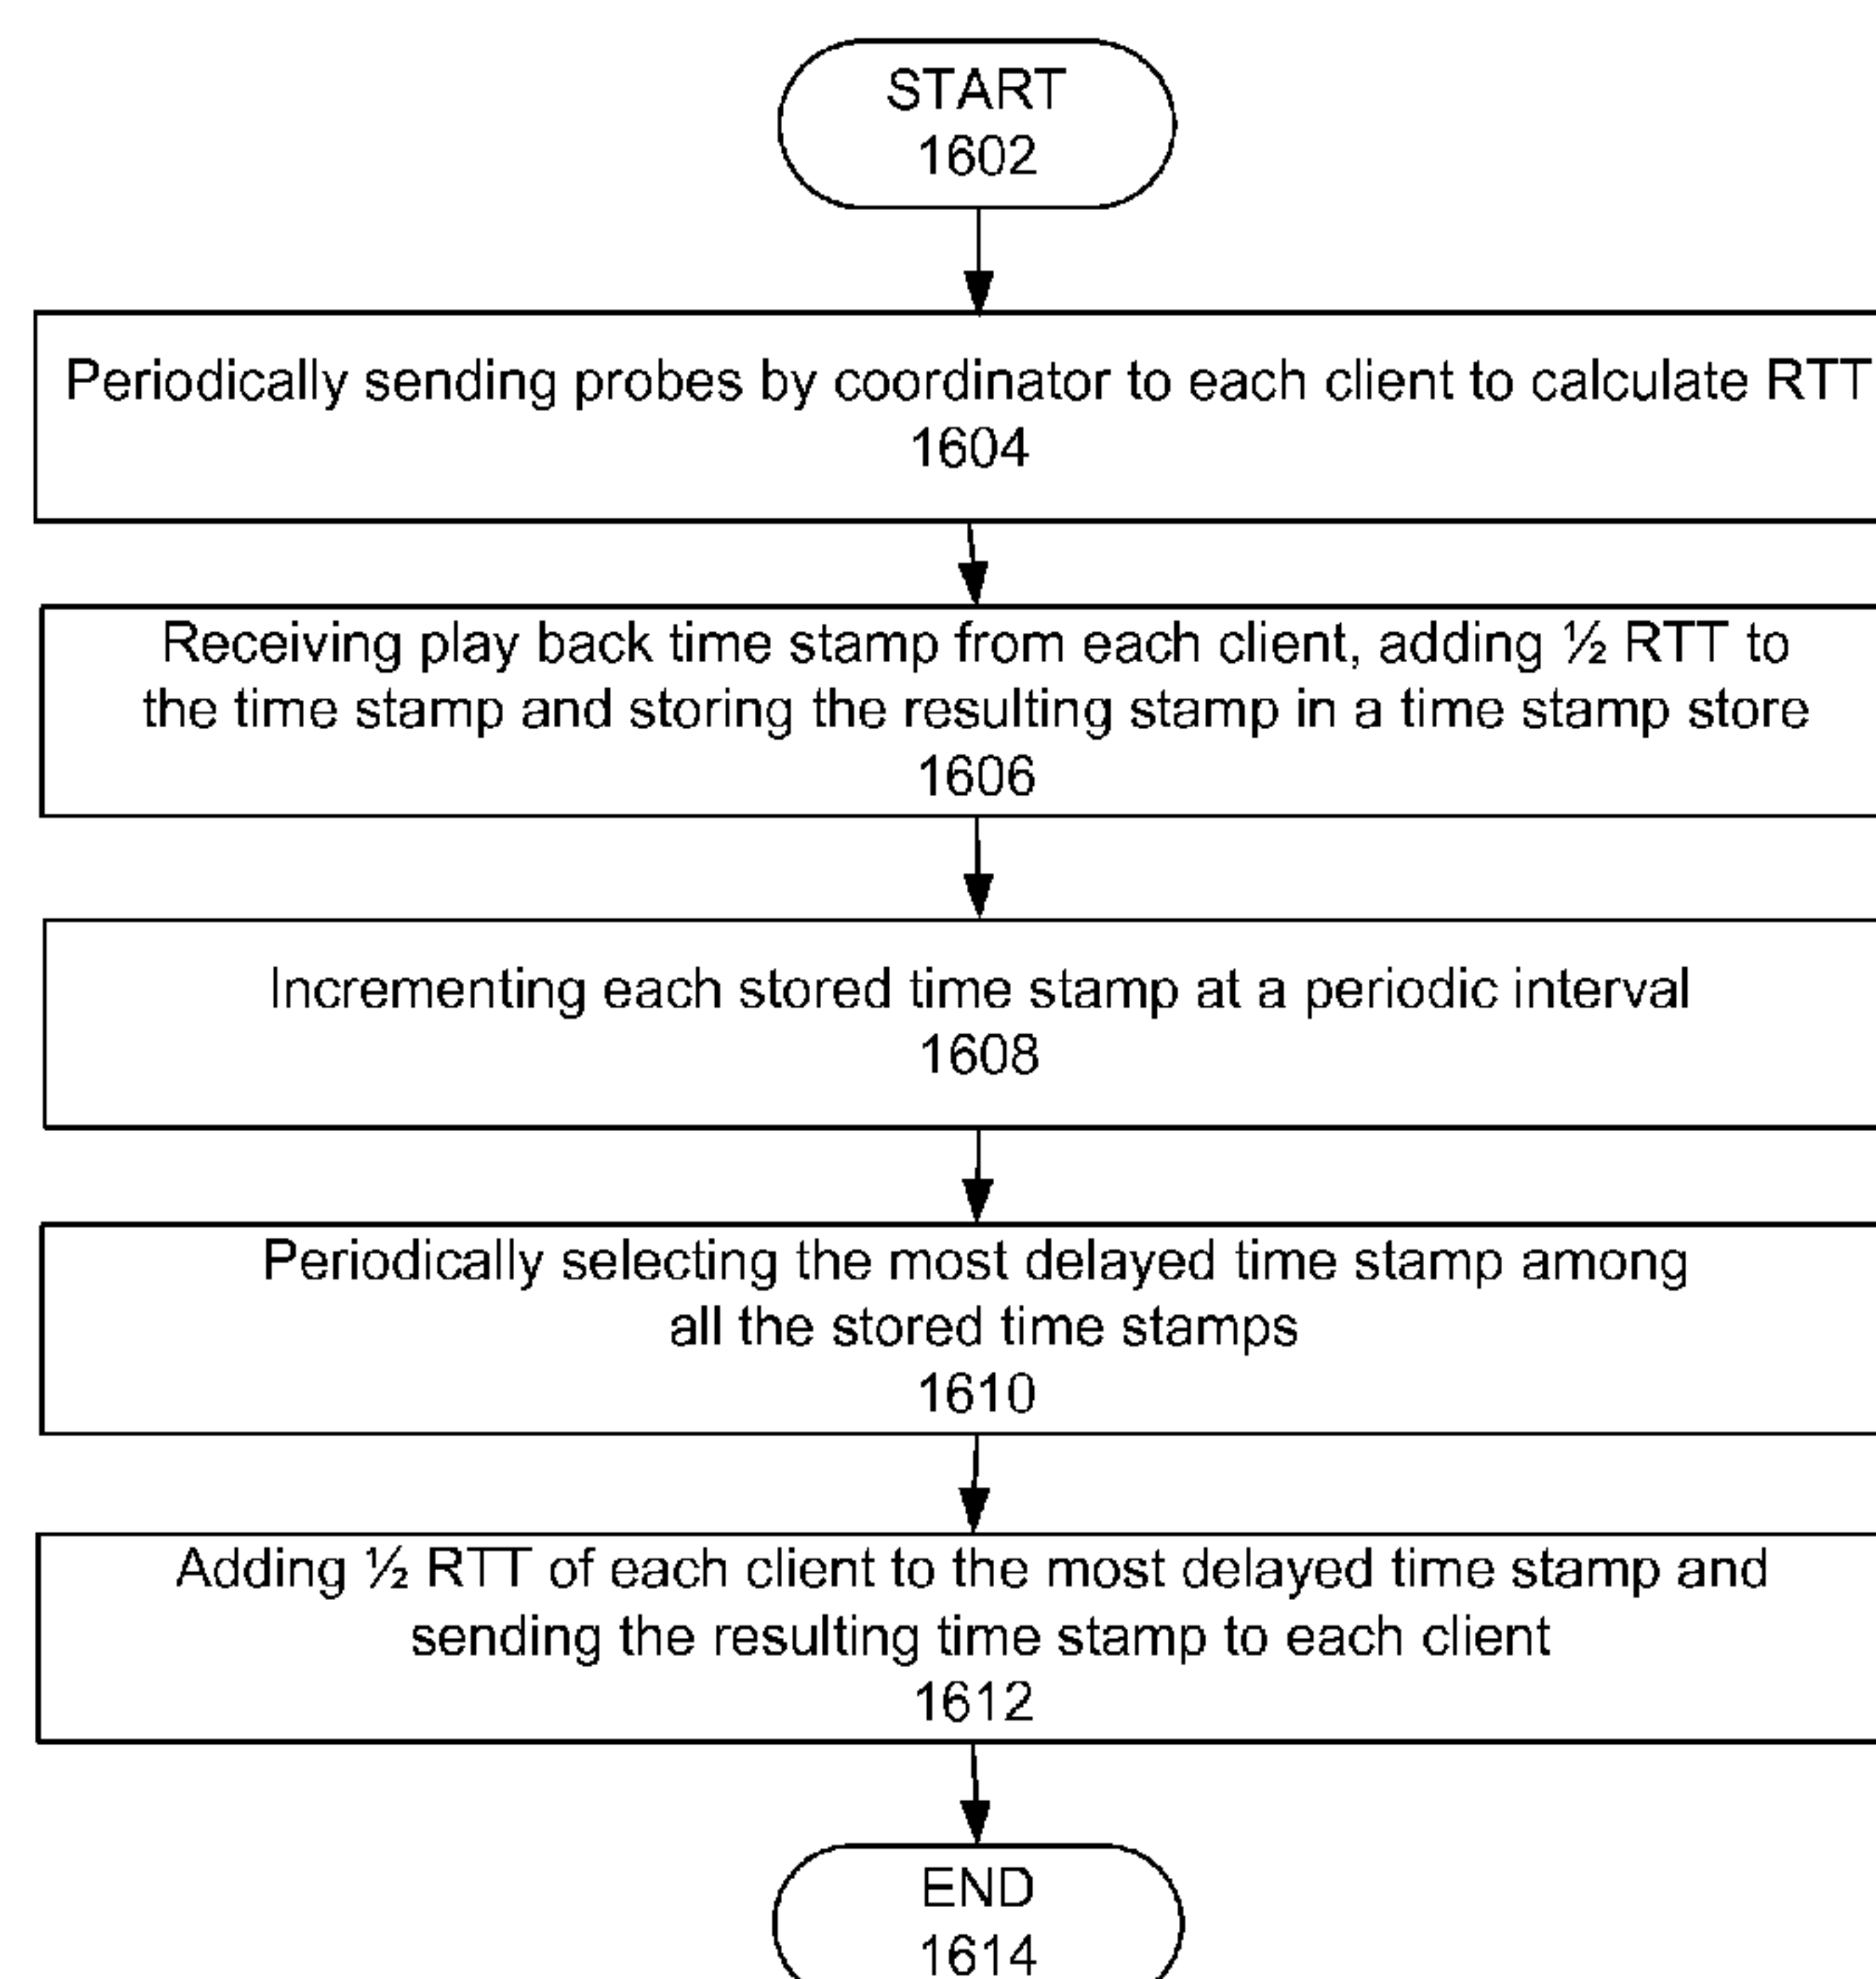 START
1602
Periodically sending probes by coordinator to each client to calculate RTT
1604
Receiving play back time stamp from each client, adding ½ RTT to
the time stamp and storing the resulting stamp in a time stamp store
1606
Incrementing each stored time stamp at a periodic interval
1608
Periodically selecting the most delayed time stamp among
all the stored time stamps
1610
Adding ½ RTT of each client to the most delayed time stamp and
sending the resulting time stamp to each client
1612
END
1614